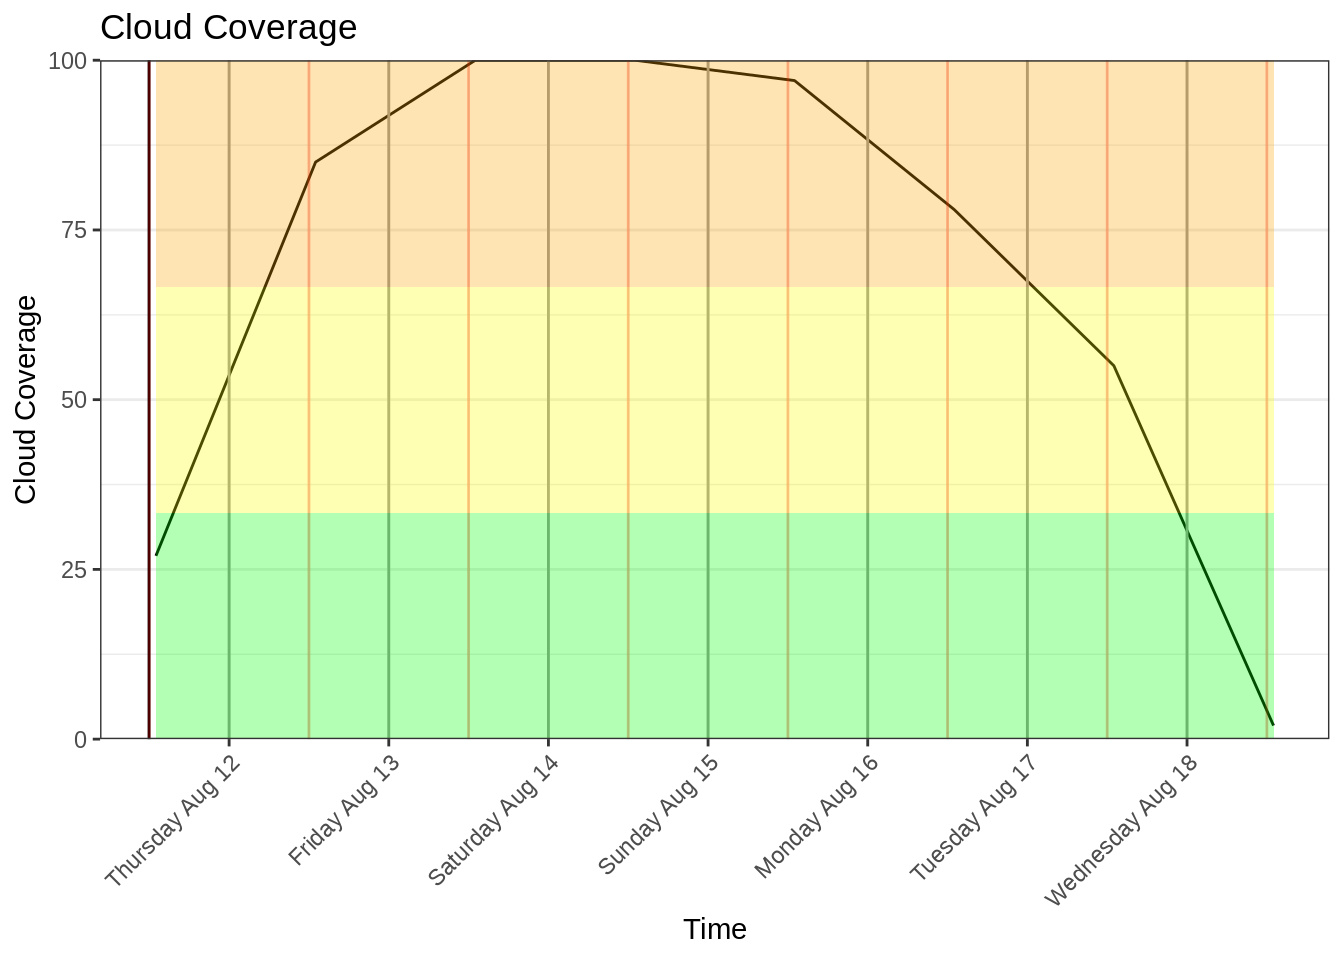 Cloud Coverage
100
75
50
25
0
Cloud Coverage
Thursday Aug 12
Friday Aug 13
Saturday Aug 14
Sunday Aug 15
Monday Aug 16
Tuesday Aug 17
Wednesday Aug 18
Time